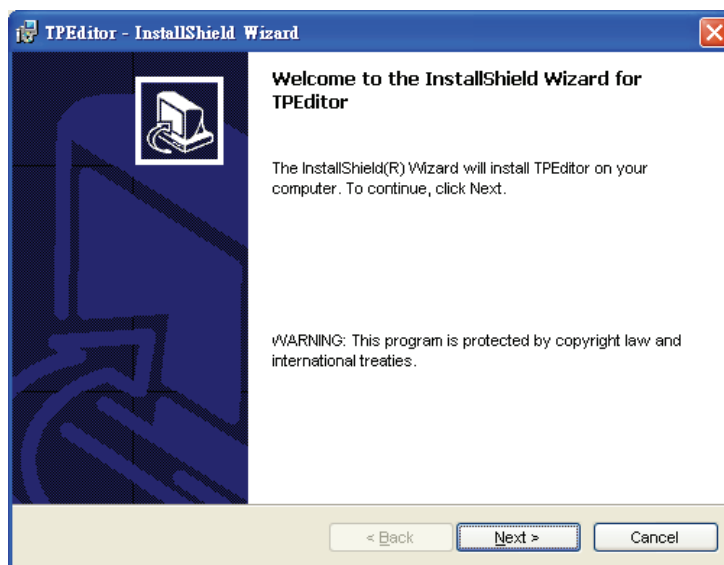 TPEditor - InstallShield Wizard
Welcome to the InstallShield Wizard for
TPEditor
The InstallShield(R) Wizard will install TPEditor on your
computer. To continue, click Next.
WARNING: This program is protected by copyright law and
international treaties.
< Back
Next >
Cancel